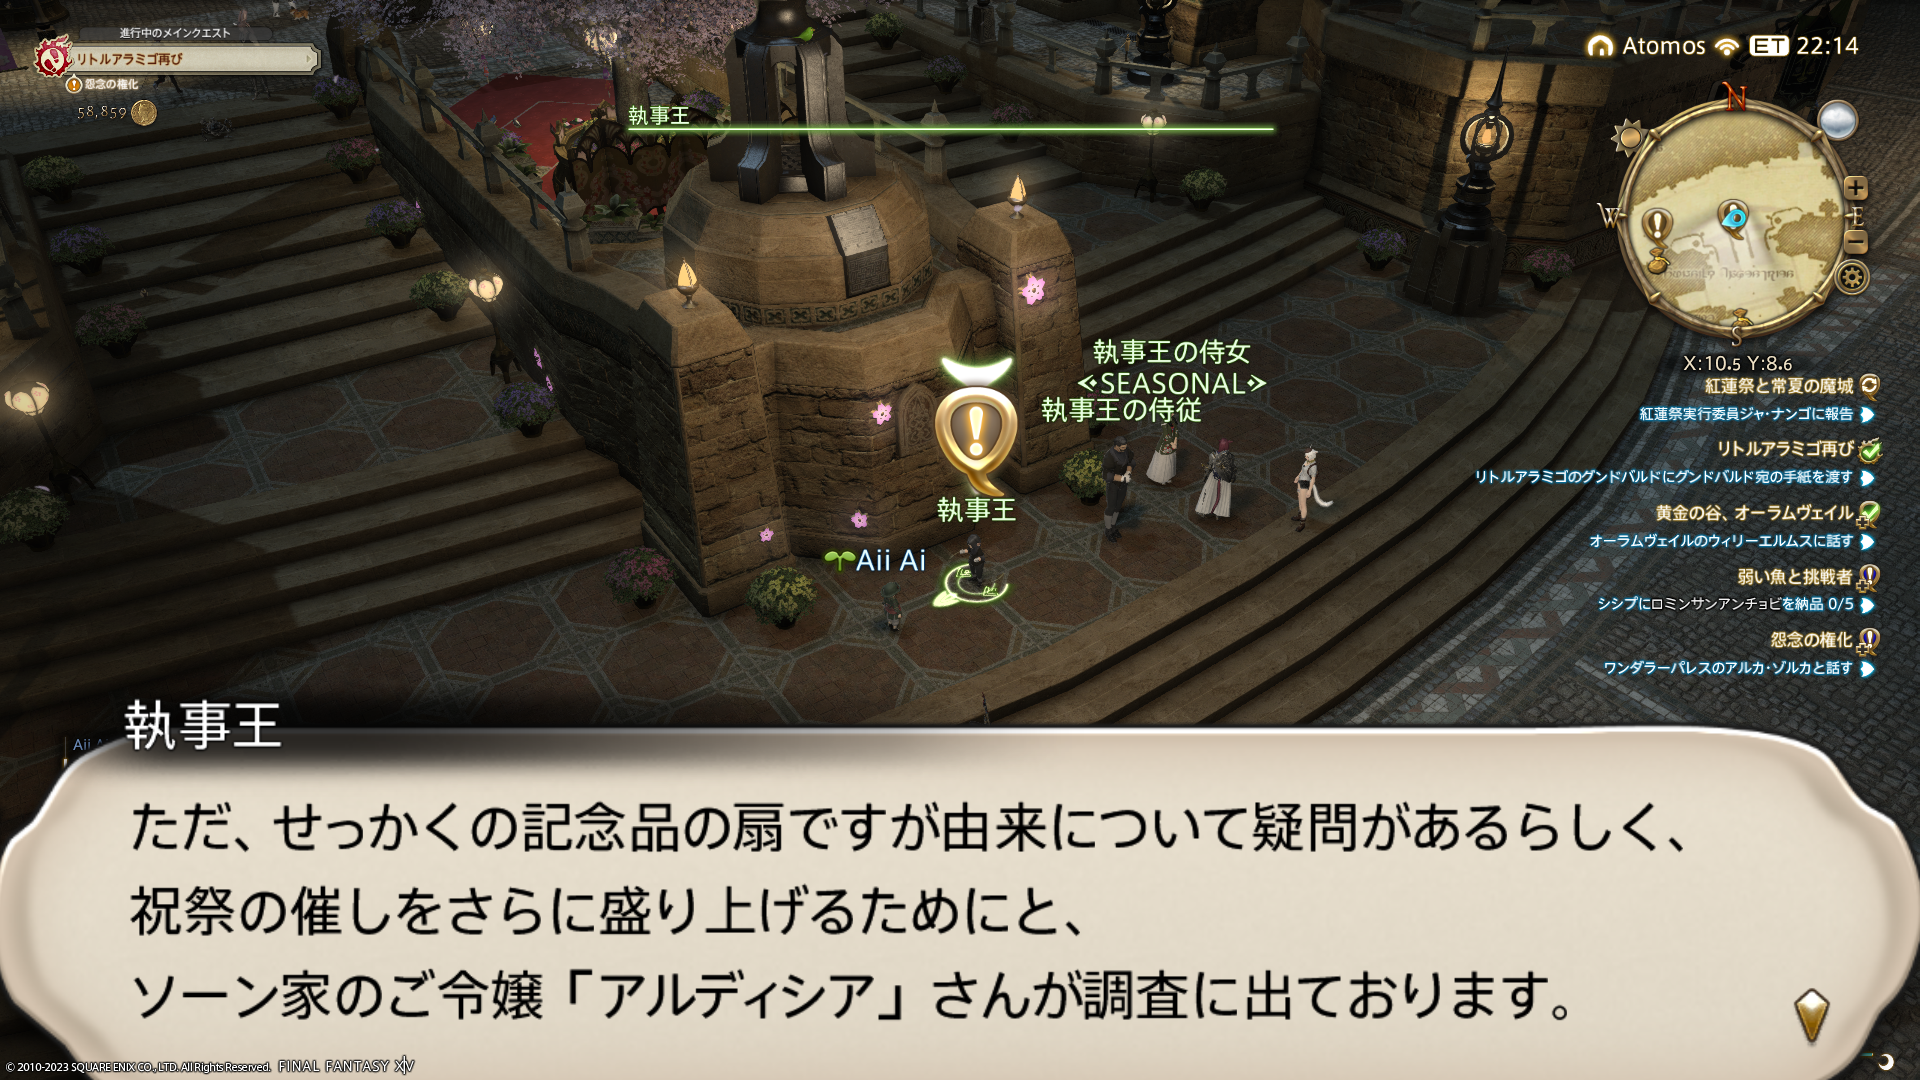 進行中のメインクエスト
リトルアラミゴ再び
怨念の権化
58,859
執事王
Atomos ET 22:14
N
W
E
S
X:10.5 Y:8.6
紅蓮祭と常夏の魔城
紅蓮祭実行委員ジャ・ナンゴに報告
リトルアラミゴ再び
リトルアラミゴのグンドバルドにグンドバルド宛の手紙を渡す
黄金の谷、オーラムヴェイル
オーラムヴェイルのウィリーエルムスに話す
弱い魚と挑戦者
シシプにロミンサンアンチョビを納品 0/5
怨念の権化
ワンダラーパレスのアルカ・ゾルカと話す
執事王の侍女
<SEASONAL>
執事王の侍従
執事王
Aii Ai
執事王
ただ、せっかくの記念品の扇ですが由来について疑問があるらしく、
祝祭の催しをさらに盛り上げるためにと、
ソーン家のご令嬢「アルディシア」さんが調査に出ております。
© 2010-2023 SQUARE ENIX CO., LTD. All Rights Reserved. FINAL FANTASY XIV